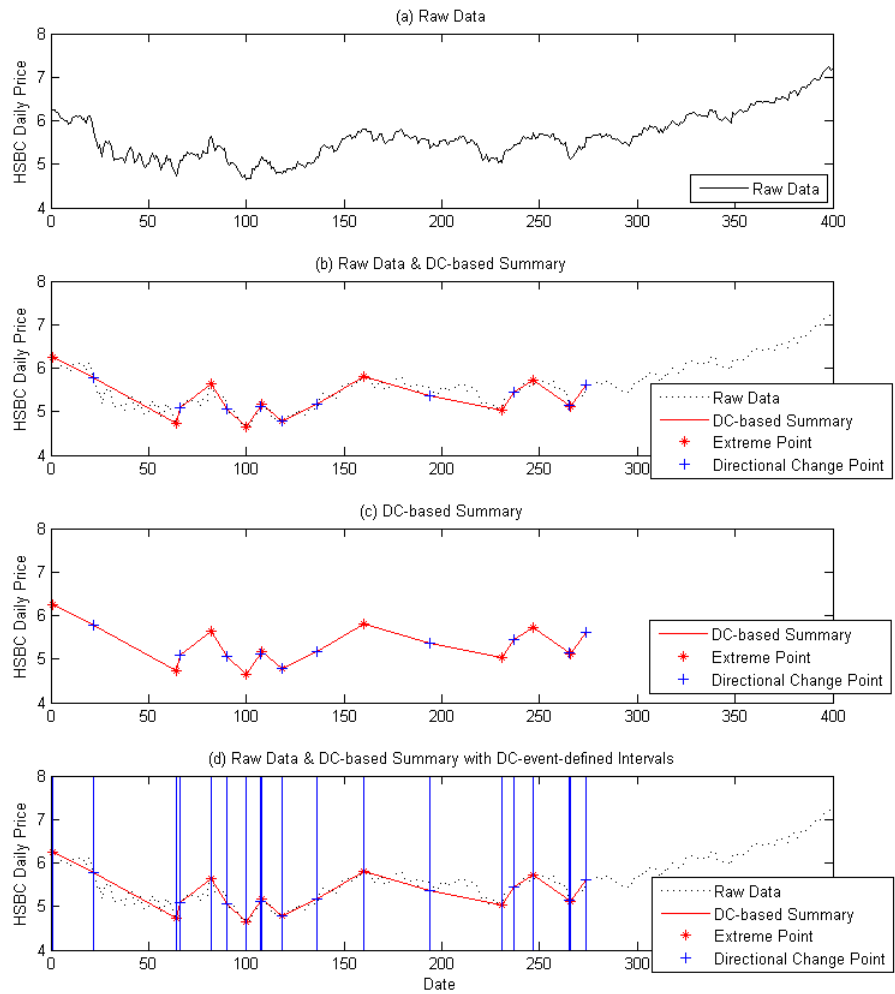 (a) Raw Data
HSBC Daily Price
8
7
6
5
4
0 50 100 150 200 250 300 350 400
Raw Data
(b) Raw Data & DC-based Summary
HSBC Daily Price
8
7
6
5
4
0 50 100 150 200 250 300 350 400
Raw Data
DC-based Summary
Extreme Point
Directional Change Point
(c) DC-based Summary
HSBC Daily Price
8
7
6
5
4
0 50 100 150 200 250 300 350 400
DC-based Summary
Extreme Point
Directional Change Point
(d) Raw Data & DC-based Summary with DC-event-defined Intervals
HSBC Daily Price
8
7
6
5
4
0 50 100 150 200 250 300 350 400
Raw Data
DC-based Summary
Extreme Point
Directional Change Point
Date